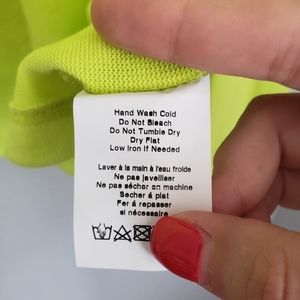 Hand Wash Cold
Do Not Bleach
Do Not Tumble Dry
Dry Flat
Low Iron if Needed
Laver à la main à l'eau froide
Ne pas javelliser
Ne pas sécher en machine
Secher à plat
Fer à repasser
si nécessaire